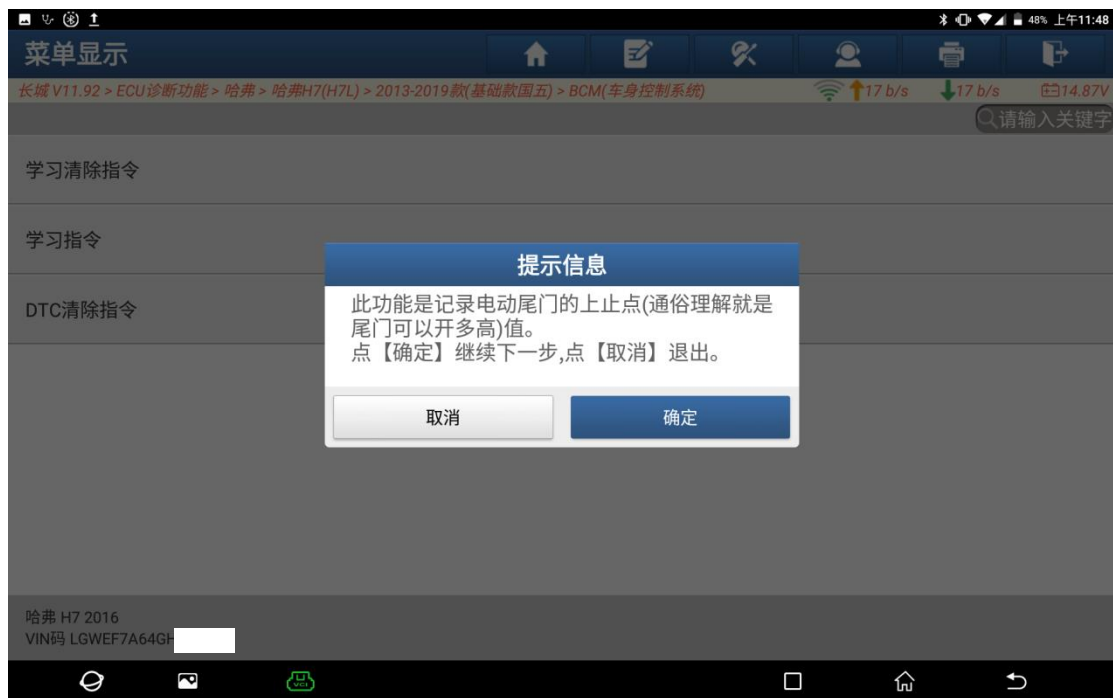 48% 上午11:48
菜单显示
长城 V11.92 > ECU诊断功能 > 哈弗 > 哈弗H7(H7L) > 2013-2019款(基础款国五) > BCM(车身控制系统)
17 b/s
17 b/s
14.87V
请输入关键字
学习清除指令
学习指令
DTC清除指令
提示信息
此功能是记录电动尾门的上止点(通俗理解就是
尾门可以开多高)值。
点【确定】继续下一步,点【取消】退出。
取消
确定
哈弗 H7 2016
VIN码 LGWEF7A64GH
VCI